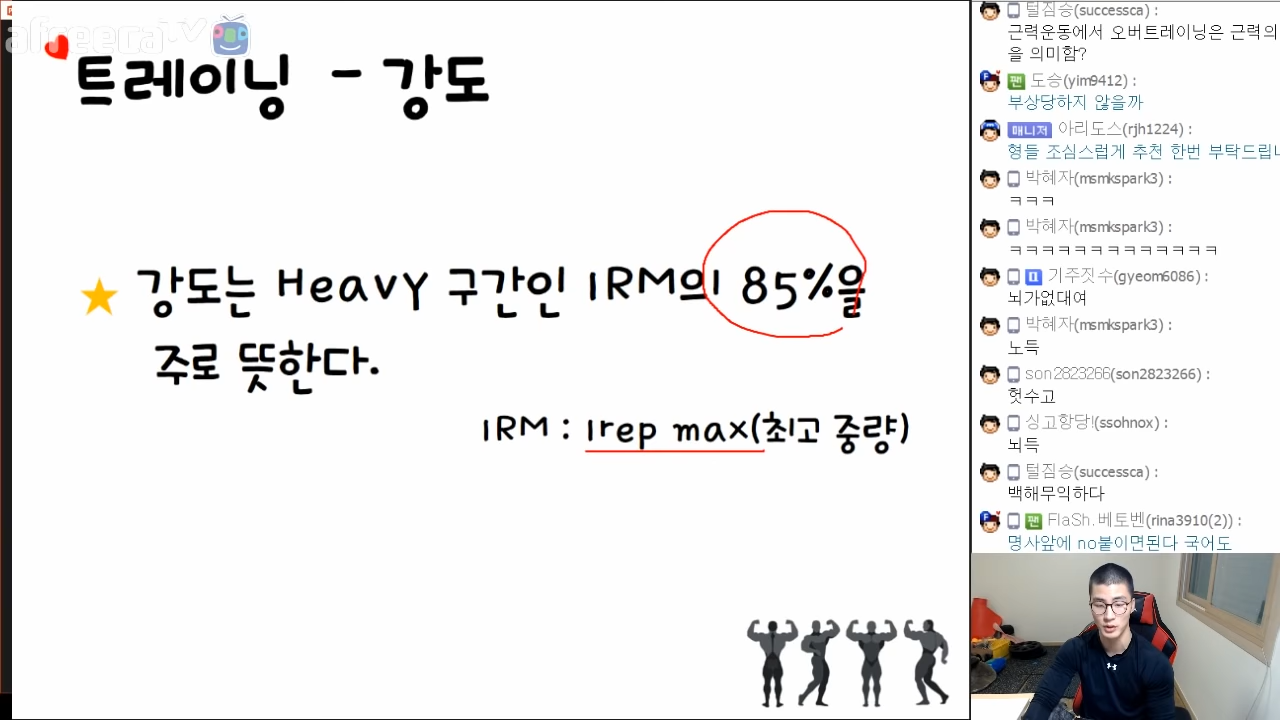 afreecaTV
트레이닝 - 강도
강도는 Heavy 구간인 1RM의 85%을
주로 뜻한다.
1RM : 1rep max(최고 중량)
털짐승(successca) :
근력운동에서 오버트레이닝은 근력의
을 의미함?
팬 도승(yim9412) :
부상당하지 않을까
매니저 아리도스(rjh1224) :
형들 조심스럽게 추천 한번 부탁드립니
박혜자(msmkspark3) :
ㅋㅋㅋ
박혜자(msmkspark3) :
ㅋㅋㅋㅋㅋㅋㅋㅋㅋㅋㅋㅋㅋ
기주짓수(gyeom6086) :
뇌가없대여
박혜자(msmkspark3) :
노득
son2823266(son2823266) :
헛수고
싱고항당!(ssohnox) :
뇌득
털짐승(successca) :
백해무익하다
팬 FlaSh.베토벤(rina3910(2)) :
명사앞에 no붙이면된다 국어도